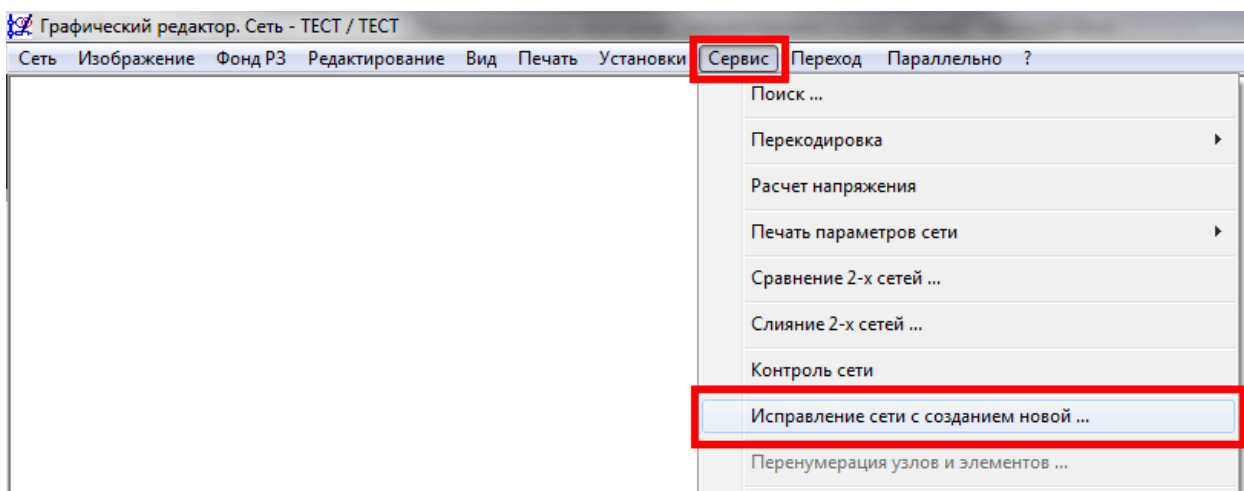 Графический редактор. Сеть - ТЕСТ / ТЕСТ
Сеть Изображение Фонд РЗ Редактирование Вид Печать Установки Сервис Переход Параллельно ?
Поиск ...
Перекодировка
Расчет напряжения
Печать параметров сети
Сравнение 2-х сетей ...
Слияние 2-х сетей ...
Контроль сети
Исправление сети с созданием новой ...
Перенумерация узлов и элементов ...